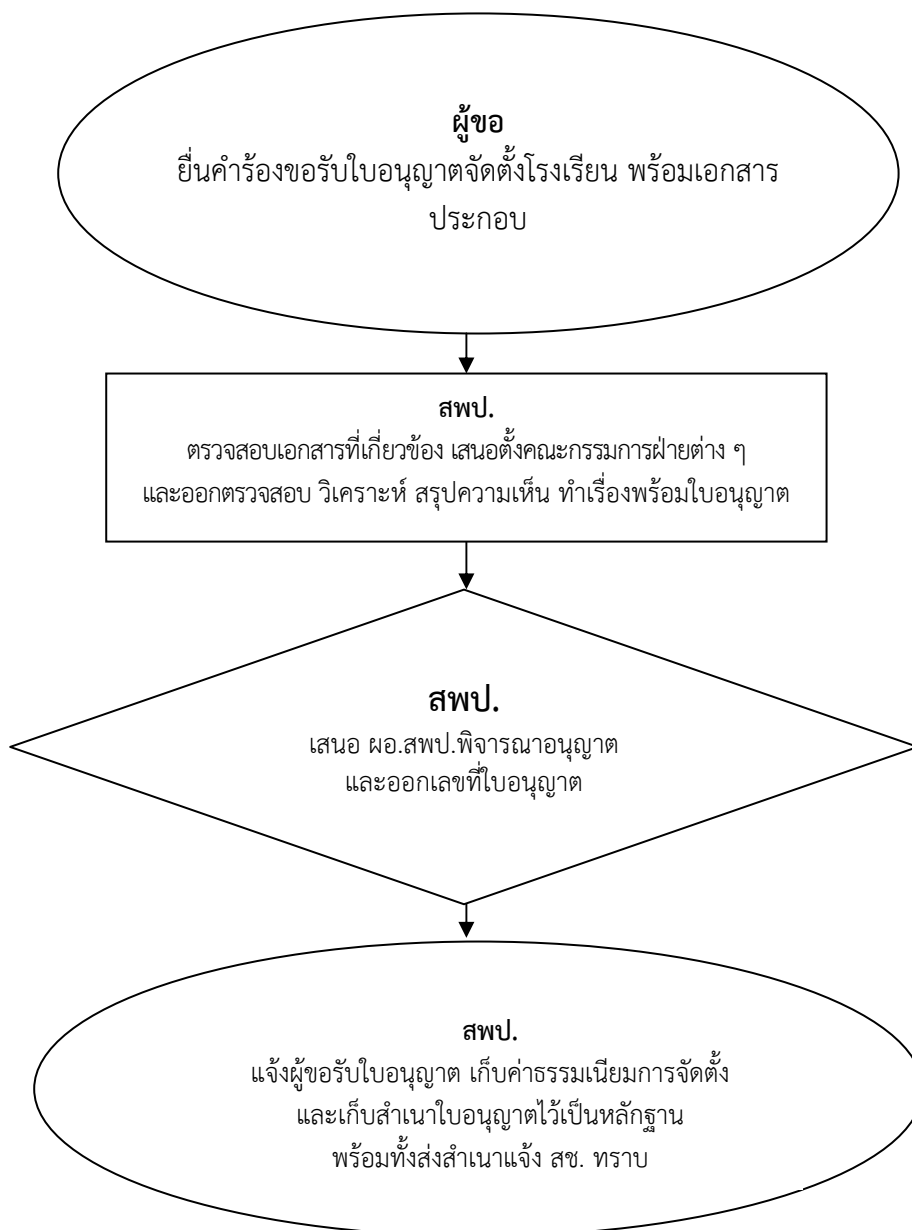 ผู้ขอ
ยื่นคำร้องขอรับใบอนุญาตจัดตั้งโรงเรียน พร้อมเอกสาร
ประกอบ
สพป.
ตรวจสอบเอกสารที่เกี่ยวข้อง เสนอตั้งคณะกรรมการฝ่ายต่าง ๆ
และออกตรวจสอบ วิเคราะห์ สรุปความเห็น ทำเรื่องพร้อมใบอนุญาต
สพป.
เสนอ ผอ.สพป.พิจารณาอนุญาต
และออกเลขที่ใบอนุญาต
สพป.
แจ้งผู้ขอรับใบอนุญาต เก็บค่าธรรมเนียมการจัดตั้ง
และเก็บสำเนาใบอนุญาตไว้เป็นหลักฐาน
พร้อมทั้งส่งสำเนาแจ้ง สช. ทราบ